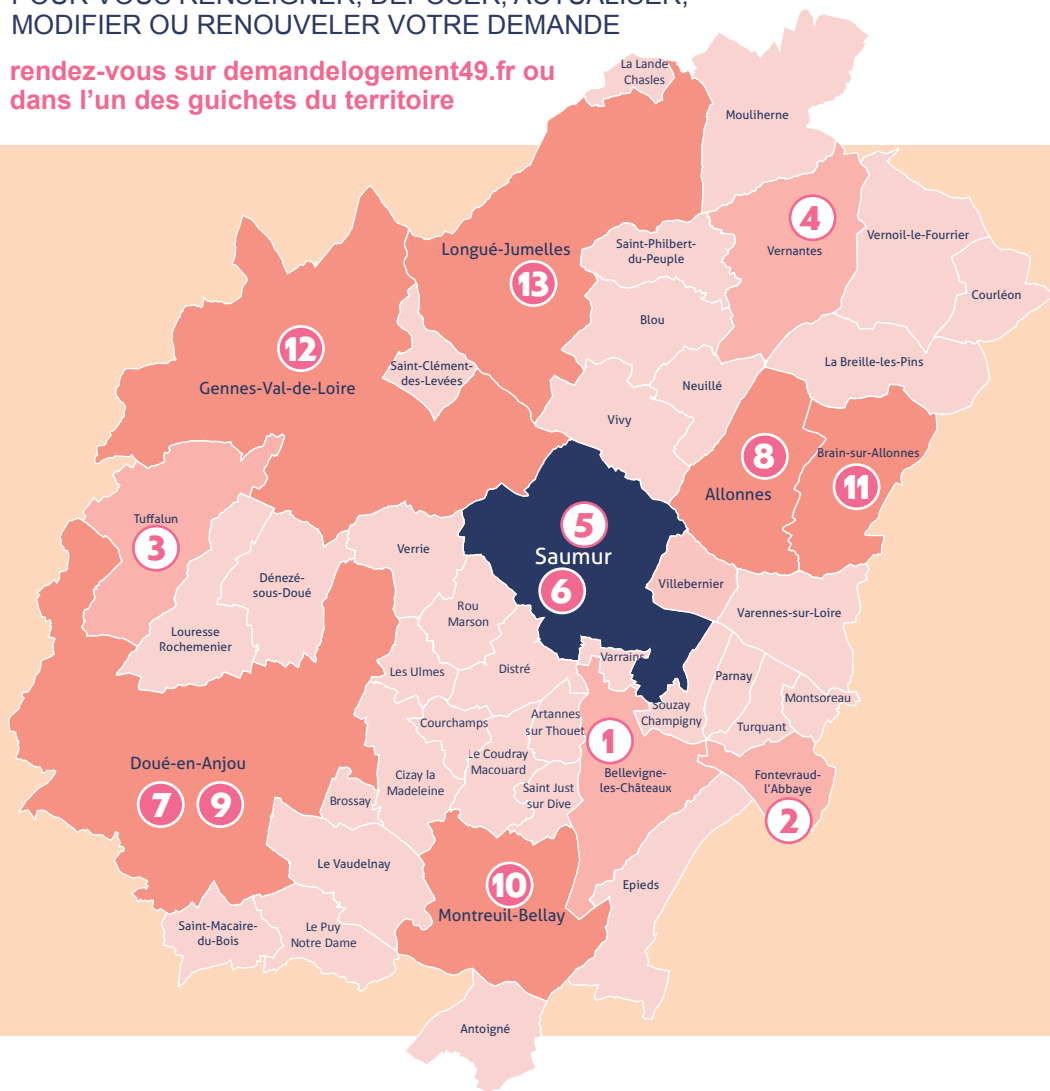 MODIFIER OU RENOUVELER VOTRE DEMANDE
rendez-vous sur demandelogement49.fr ou
dans l'un des guichets du territoire
La Lande
Chasles
Mouliherne
4
Vernantes
Vernoil-le-Fourrier
Courléon
Longué-Jumelles
13
Saint-Philbert-
du-Peuple
Blou
La Breille-les-Pins
12
Gennes-Val-de-Loire
Saint-Clément-
des-Levées
Neuillé
Vivy
8
Allonnes
Brain-sur-Allonnes
11
Tuffalun
3
5
Saumur
6
Verrie
Dénezé-
sous-Doué
Villebernier
Rou
Marson
Varennes-sur-Loire
Louresse
Rochemenier
Les Ulmes
Distré
Varrains
Parnay
Montsoreau
Souzay
Champigny
Turquant
Courchamps
Artannes
sur Thouet
1
Bellevigne-
les-Châteaux
Le Coudray
Macouard
Doué-en-Anjou
7
9
Cizay la
Madeleine
Fontevraud-
l'Abbaye
2
Brossay
Saint Just
sur Dive
Le Vaudelnay
10
Montreuil-Bellay
Epieds
Saint-Macaire-
du-Bois
Le Puy
Notre Dame
Antoigné